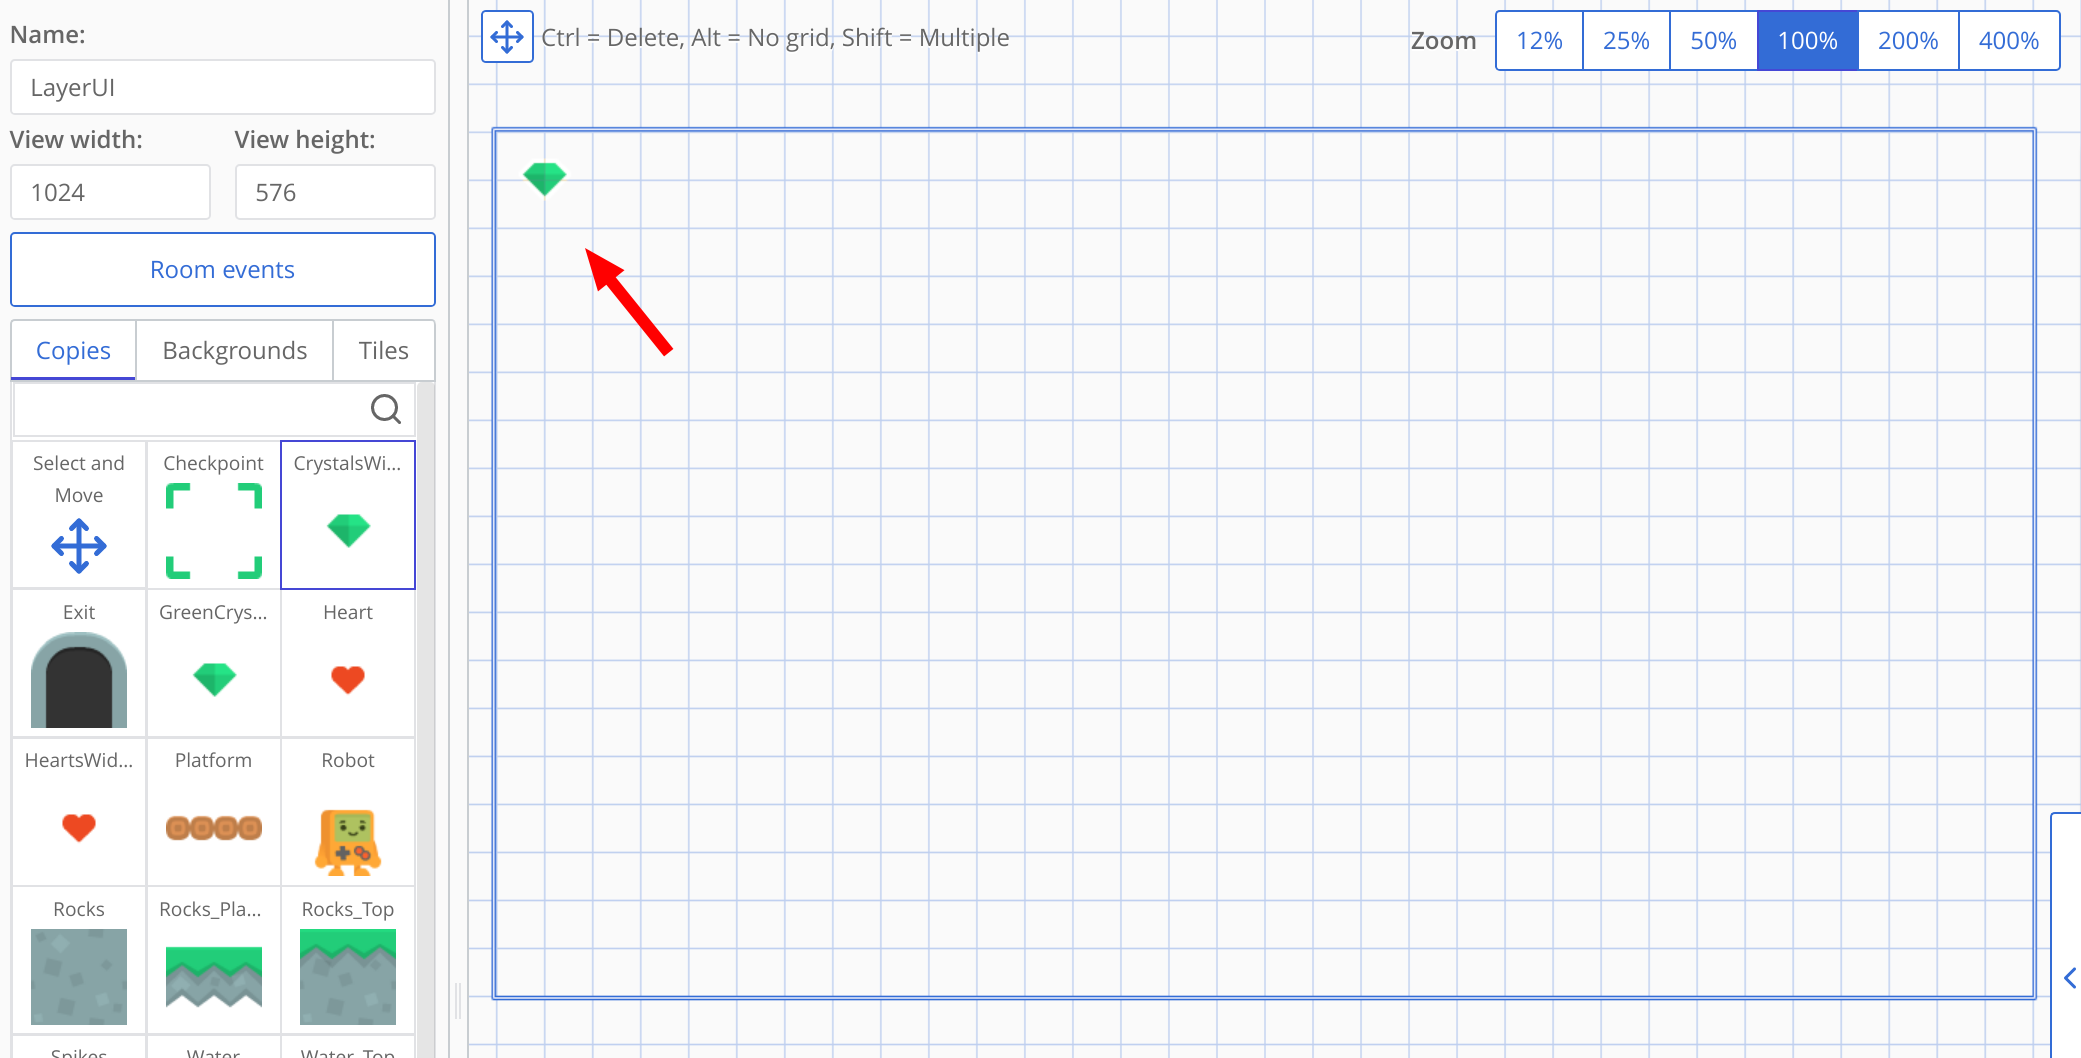 Name:
LayerUI
View width: View height:
1024 576
Room events
Copies Backgrounds Tiles
Select and Move
Checkpoint
CrystalsWi...
Exit
GreenCrys...
Heart
HeartsWid...
Platform
Robot
Rocks
Rocks_Pla...
Rocks_Top
Spikes
Water
Water_Top
Ctrl = Delete, Alt = No grid, Shift = Multiple
Zoom 12% 25% 50% 100% 200% 400%